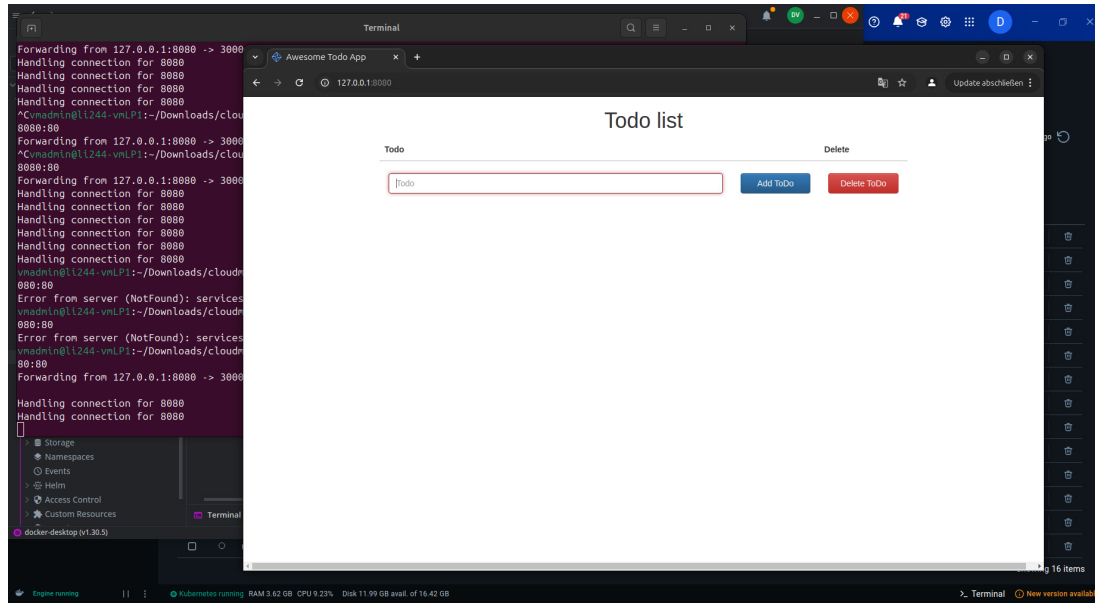 Terminal
DV
21
D
Forwarding from 127.0.0.1:8080 -> 3000
Handling connection for 8080
Handling connection for 8080
Handling connection for 8080
Handling connection for 8080
^Cvmadmin@li244-vmLP1:~/Downloads/clou
8080:80
Forwarding from 127.0.0.1:8080 -> 3000
^Cvmadmin@li244-vmLP1:~/Downloads/clou
8080:80
Forwarding from 127.0.0.1:8080 -> 3000
Handling connection for 8080
Handling connection for 8080
Handling connection for 8080
Handling connection for 8080
Handling connection for 8080
Handling connection for 8080
vmadmin@li244-vmLP1:~/Downloads/cloudm
080:80
Error from server (NotFound): services
vmadmin@li244-vmLP1:~/Downloads/cloudm
080:80
Error from server (NotFound): services
vmadmin@li244-vmLP1:~/Downloads/cloudm
80:80
Forwarding from 127.0.0.1:8080 -> 3000
Handling connection for 8080
Handling connection for 8080
Awesome Todo App
127.0.0.1:8080
Update abschließen
Todo list
Todo Delete
Todo Add ToDo Delete ToDo
go
Storage
Namespaces
Events
Helm
Access Control
Custom Resources
Terminal
docker-desktop (v1.30.5)
g 16 items
Engine running Kubernetes running RAM 3.62 GB CPU 9.23% Disk 11.99 GB avail. of 16.42 GB >_ Terminal New version availabl